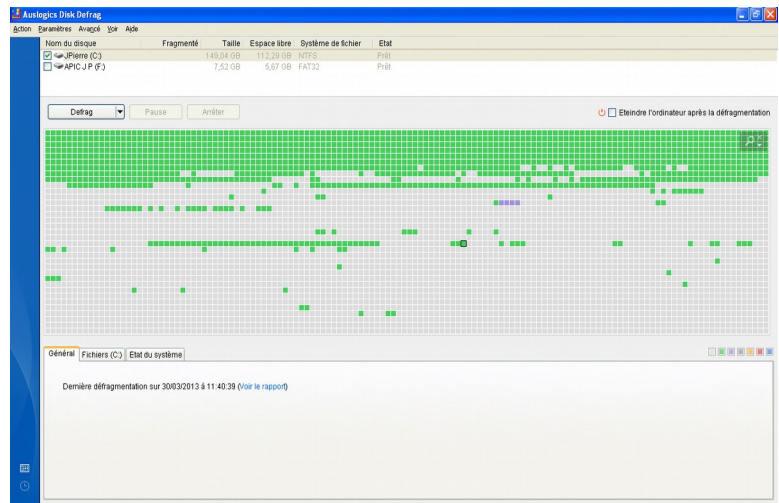 Auslogics Disk Defrag
Action Paramètres Avancé Voir Aide
Nom du disque Fragmenté Taille Espace libre Système de fichier Etat
JPierre (C:) 149,04 GB 112,29 GB NTFS Prêt
APIC J P (F:) 7,52 GB 5,67 GB FAT32 Prêt
Defrag Pause Arrêter Eteindre l'ordinateur après la défragmentation
Général Fichiers (C:) Etat du système
Dernière défragmentation sur 30/03/2013 à 11:40:39 (Voir le rapport)